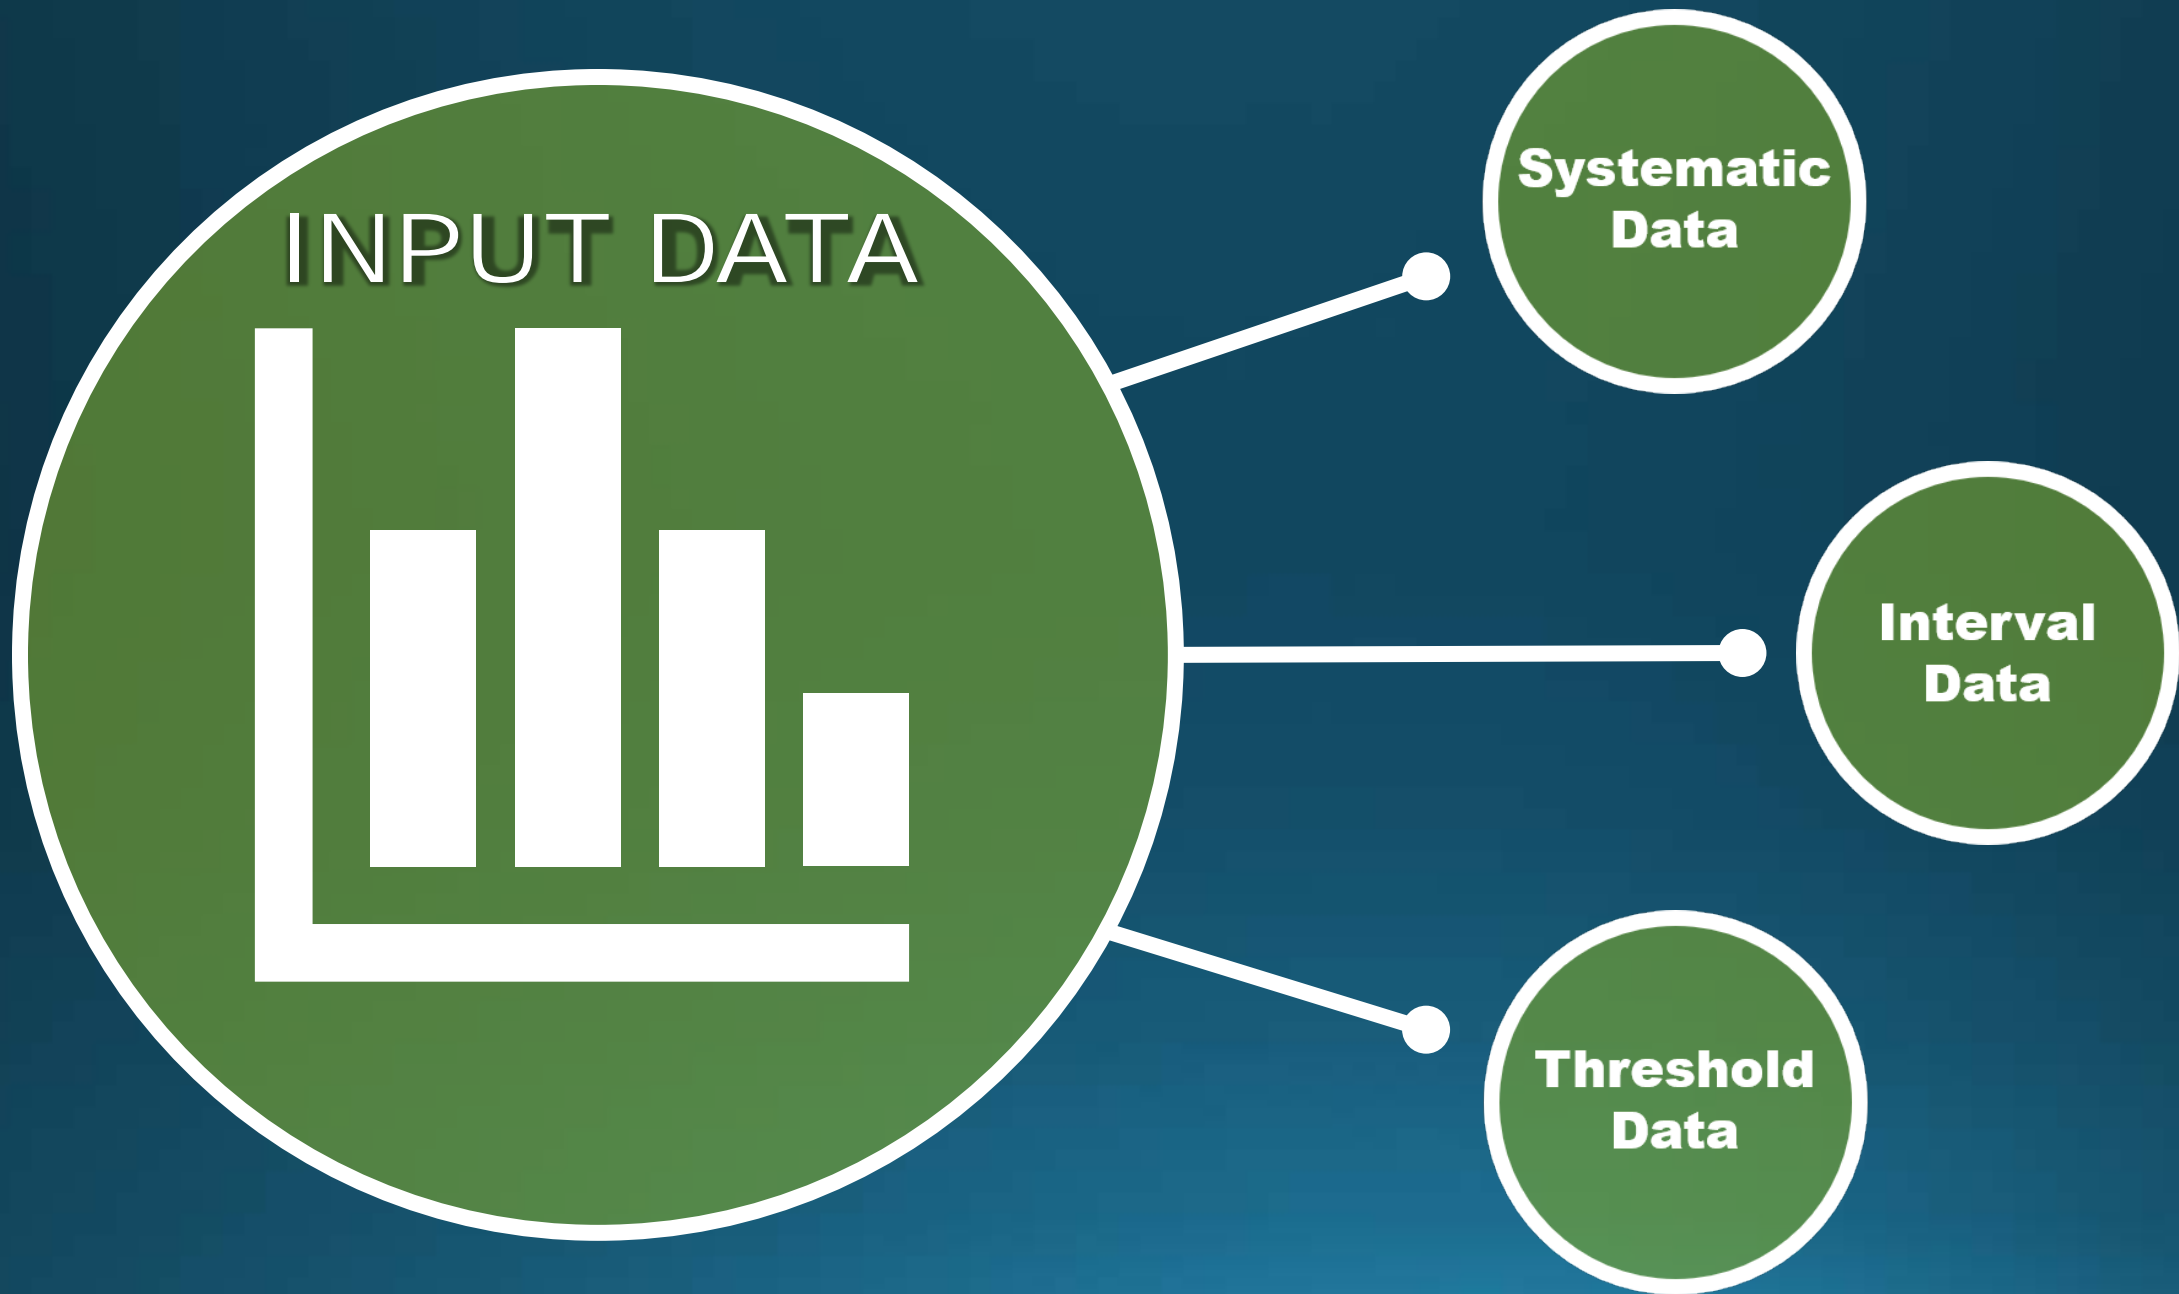 INPUT DATA
Systematic
Data
Interval
Data
Threshold
Data